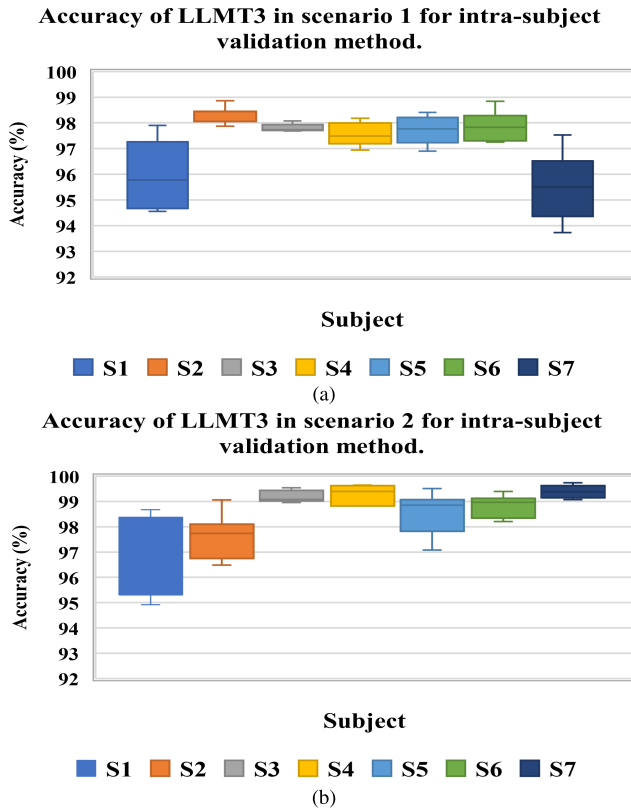 Accuracy of LLMT3 in scenario 1 for intra-subject
validation method.
100
99
98
97
96
95
94
93
92
Accuracy (%)
Subject
S1 S2 S3 S4 S5 S6 S7
(a)
Accuracy of LLMT3 in scenario 2 for intra-subject
validation method.
100
99
98
97
96
95
94
93
92
Accuracy (%)
Subject
S1 S2 S3 S4 S5 S6 S7
(b)